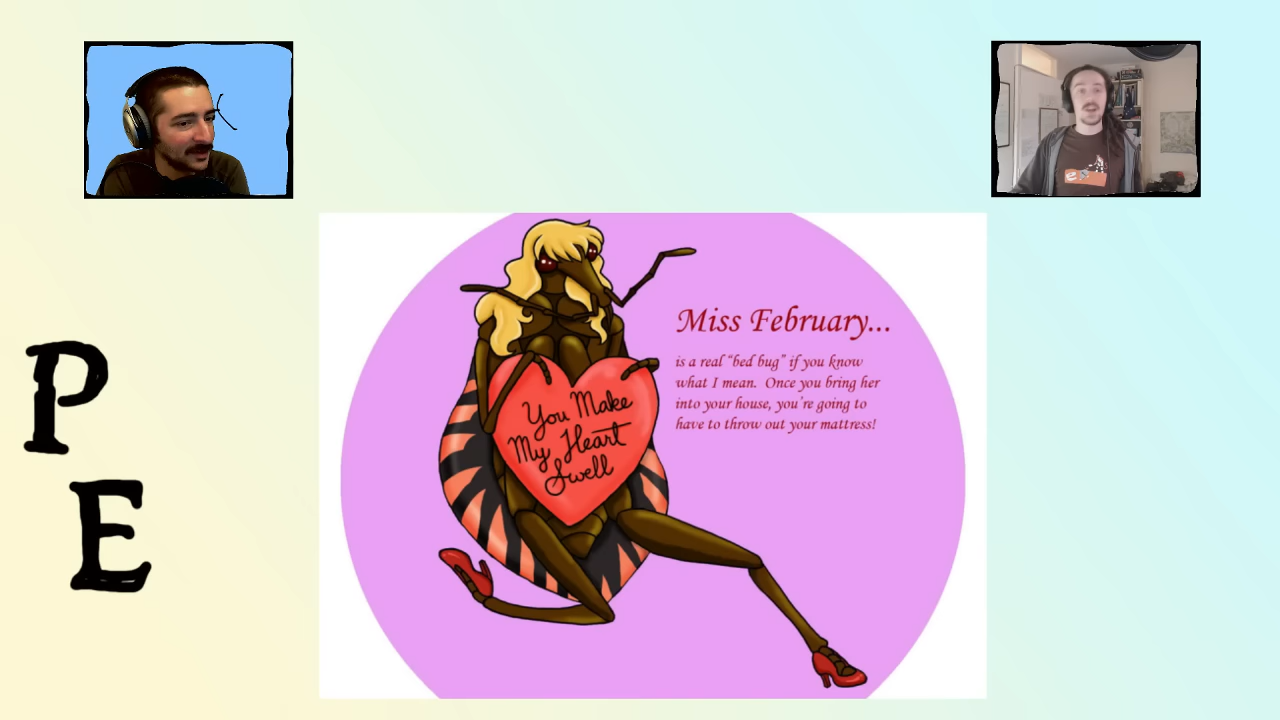 Miss February...
is a real "bed bug" if you know
what I mean. Once you bring her
into your house, you're going to
have to throw out your mattress!
You Make
My Heart
Swell
P
E